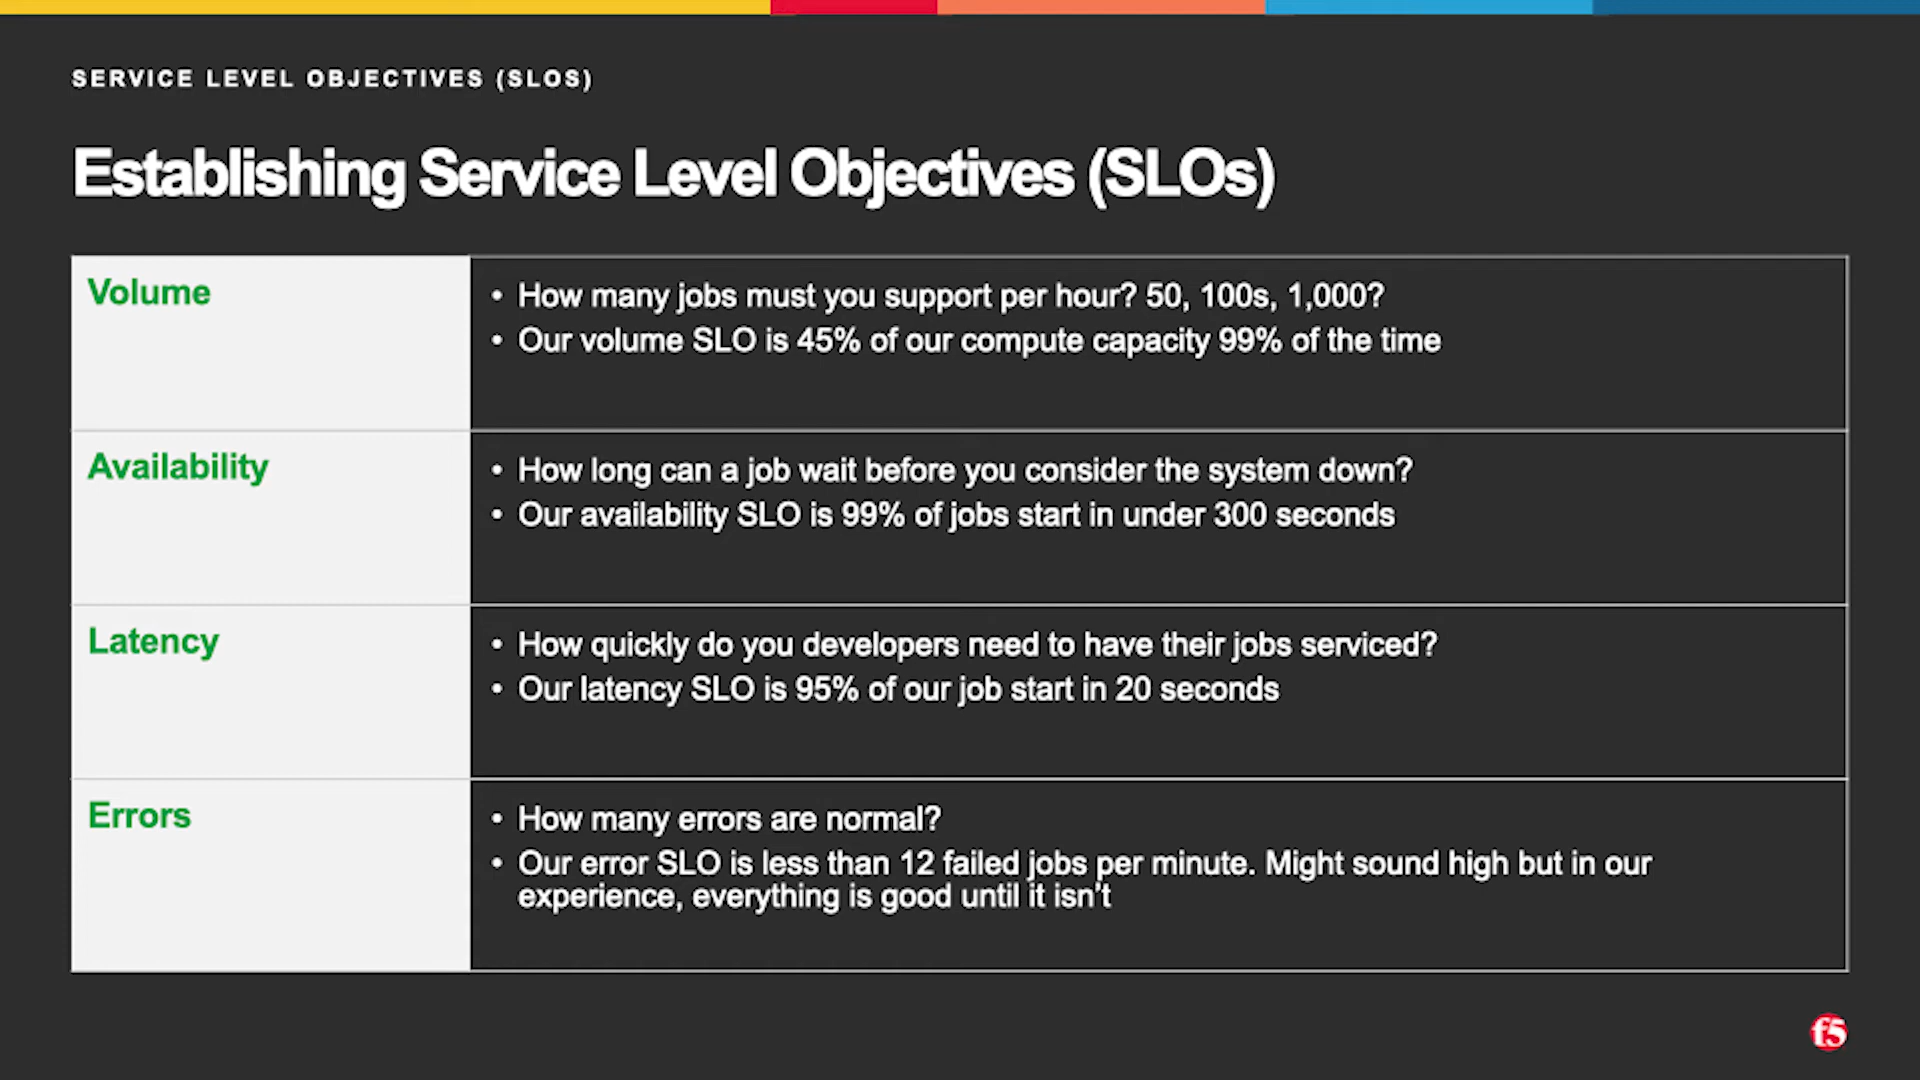 SERVICE LEVEL OBJECTIVES (SLOS)
Establishing Service Level Objectives (SLOs)
Volume
• How many jobs must you support per hour? 50, 100s, 1,000?
• Our volume SLO is 45% of our compute capacity 99% of the time
Availability
• How long can a job wait before you consider the system down?
• Our availability SLO is 99% of jobs start in under 300 seconds
Latency
• How quickly do you developers need to have their jobs serviced?
• Our latency SLO is 95% of our job start in 20 seconds
Errors
• How many errors are normal?
• Our error SLO is less than 12 failed jobs per minute. Might sound high but in our
experience, everything is good until it isn't
f5